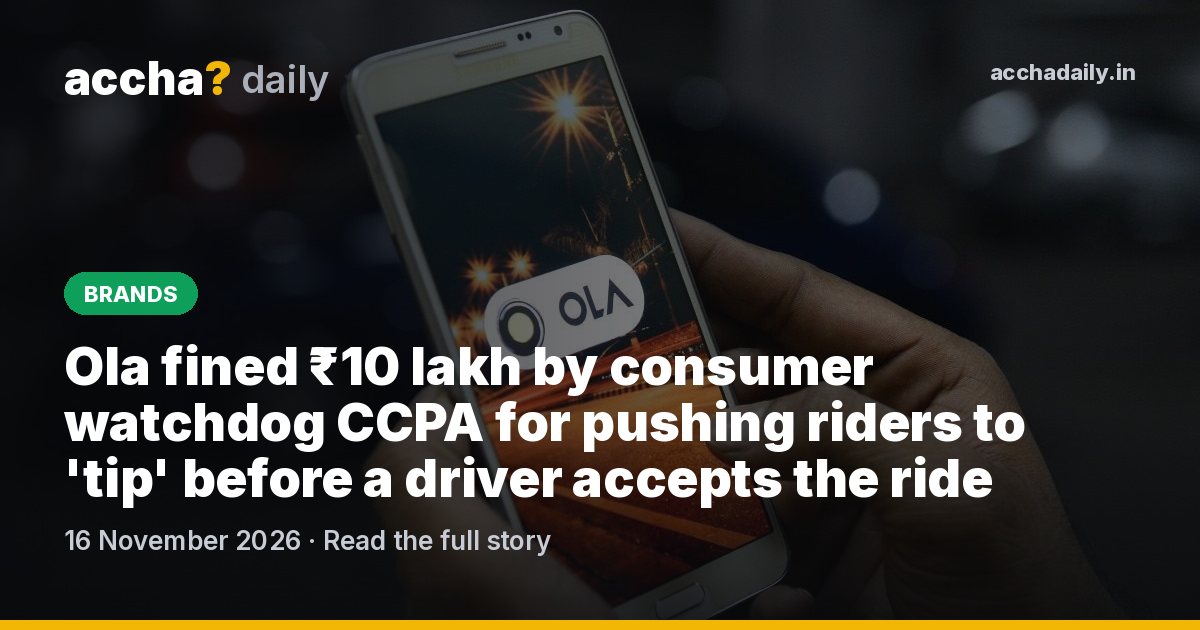 accha? daily
acchadaily.in
OLA
BRANDS
Ola fined ₹10 lakh by consumer
watchdog CCPA for pushing riders to
'tip' before a driver accepts the ride
16 November 2026 · Read the full story